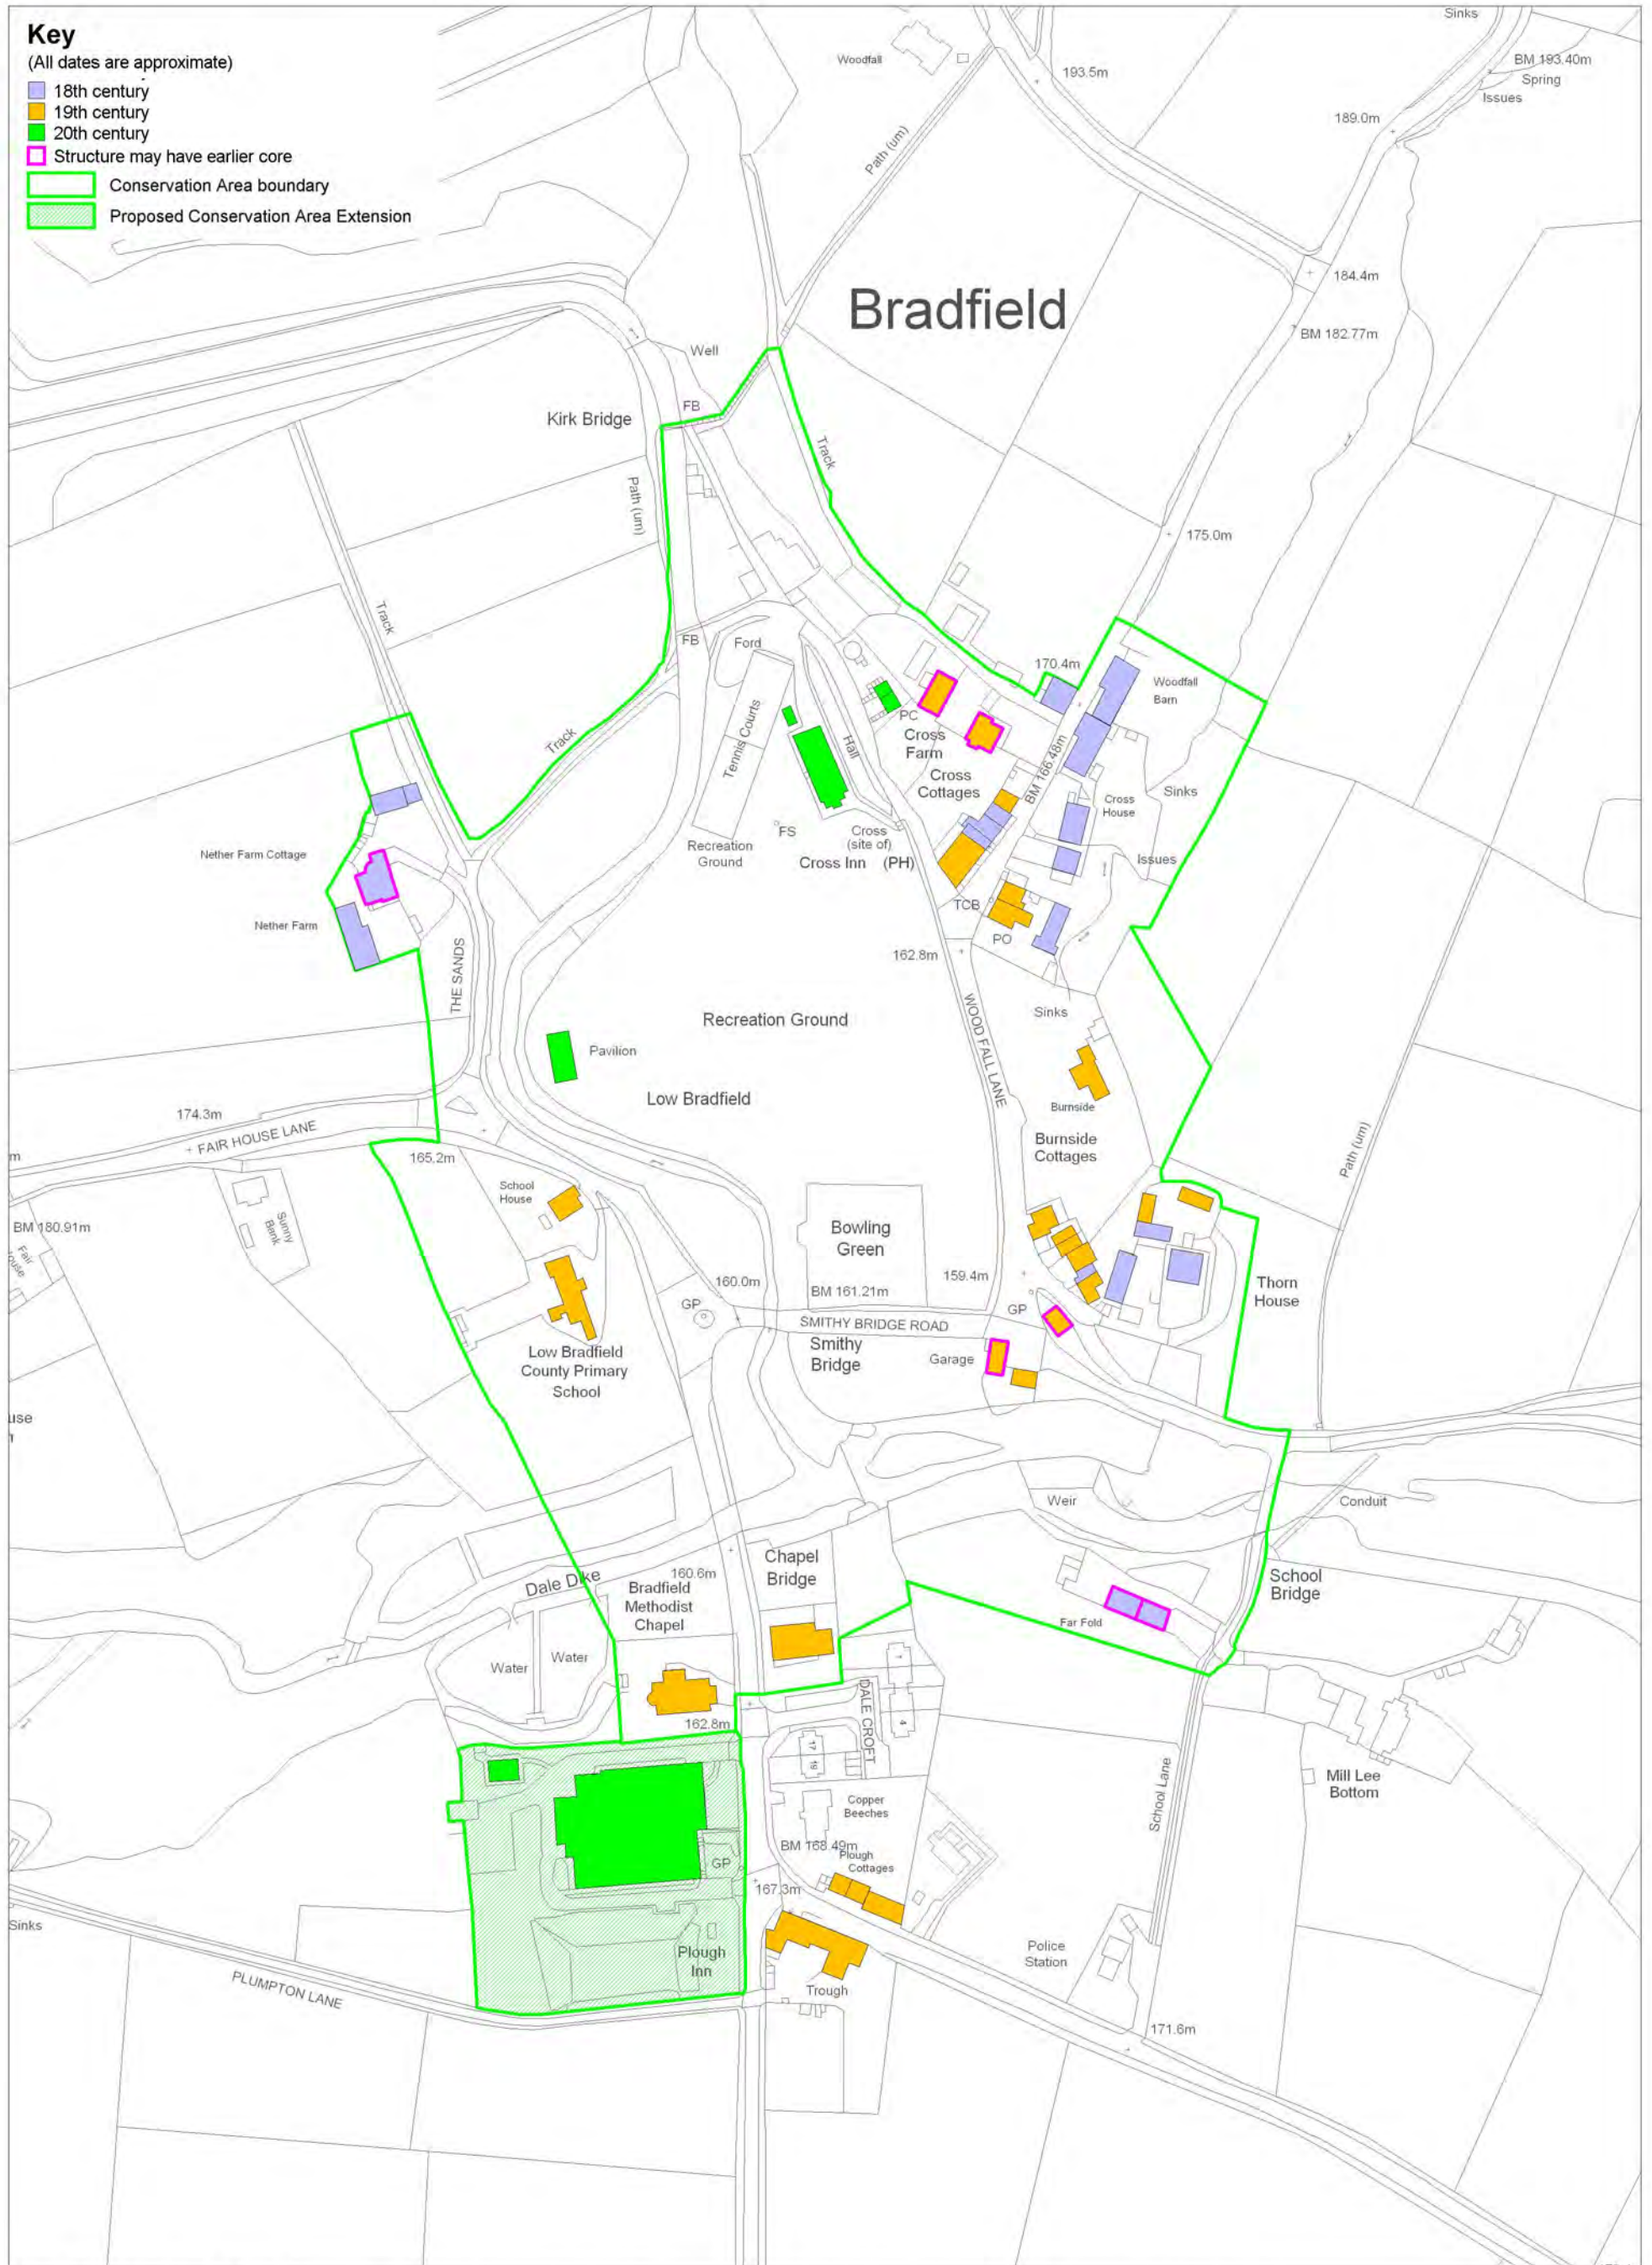 Key
(All dates are approximate)
18th century
19th century
20th century
Structure may have earlier core
Conservation Area boundary
Proposed Conservation Area Extension
Sinks
Woodfall
193.5m
BM 193.40m
Spring
Issues
189.0m
Path (um)
184.4m
Bradfield
BM 182.77m
Well
FB
Kirk Bridge
Track
Path (um)
175.0m
Track
FB
Ford
170.4m
Woodfall
Barn
PC
Cross
Farm
Tennis Courts
Hall
Track
BM 166.48m
Cross
Cottages
Sinks
Cross
House
FS
Cross
(site of)
Recreation
Ground
Cross Inn (PH)
Issues
Nether Farm Cottage
TCB
Nether Farm
PO
162.8m
THE SANDS
Sinks
WOOD FALL LANE
Recreation Ground
Pavilion
Low Bradfield
174.3m
Burnside
FAIR HOUSE LANE
m
165.2m
Burnside
Cottages
Path (um)
School
House
Sunny
Bank
BM 180.91m
Fair
ouse
Bowling
Green
160.0m
159.4m
BM 161.21m
Thorn
House
GP
GP
SMITHY BRIDGE ROAD
Smithy
Bridge
Garage
Low Bradfield
County Primary
School
use
Weir
Conduit
Chapel
Bridge
160.6m
Dale Dike
Bradfield
Methodist
Chapel
School
Bridge
Far Fold
Water
Water
1
DALE CROFT
4
162.8m
17
19
School Lane
Mill Lee
Bottom
Copper
Beeches
BM 168.49m
Plough
Cottages
GP
167.3m
Sinks
Police
Station
Plough
Inn
PLUMPTON LANE
Trough
171.6m